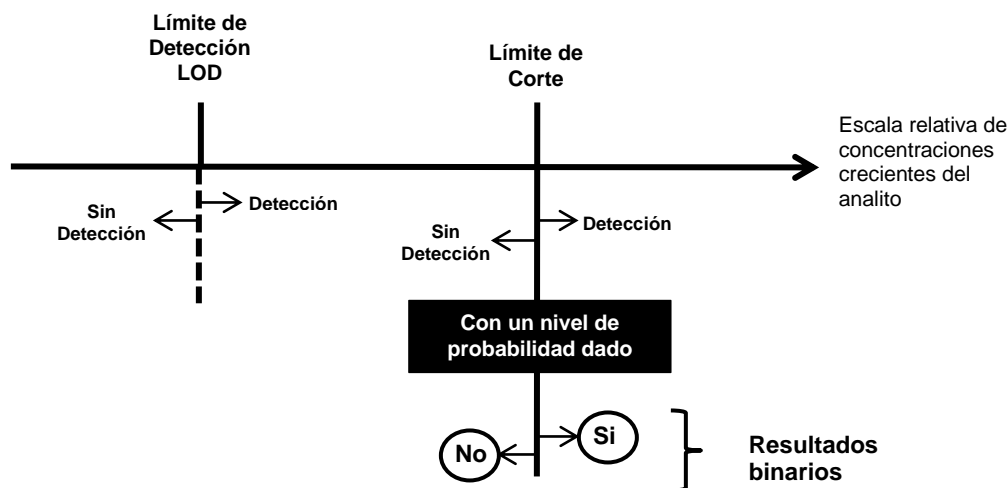 Límite de
Detección
LOD
Límite de
Corte
Escala relativa de
concentraciones
crecientes del
analito
Sin
Detección
Detección
Sin
Detección
Detección
Con un nivel de
probabilidad dado
No
Si
Resultados
binarios